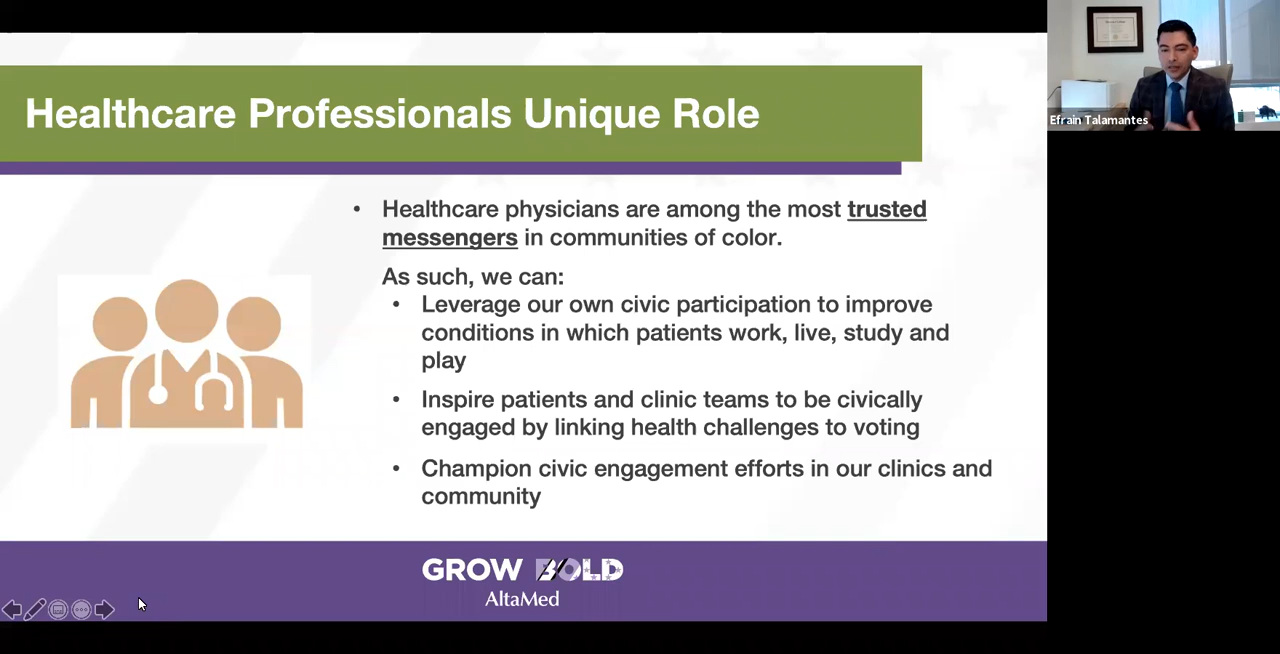 Healthcare Professionals Unique Role
Efrain Talamantes
• Healthcare physicians are among the most trusted
messengers in communities of color.
As such, we can:
• Leverage our own civic participation to improve
conditions in which patients work, live, study and
play
• Inspire patients and clinic teams to be civically
engaged by linking health challenges to voting
• Champion civic engagement efforts in our clinics and
community
GROW BOLD
AltaMed